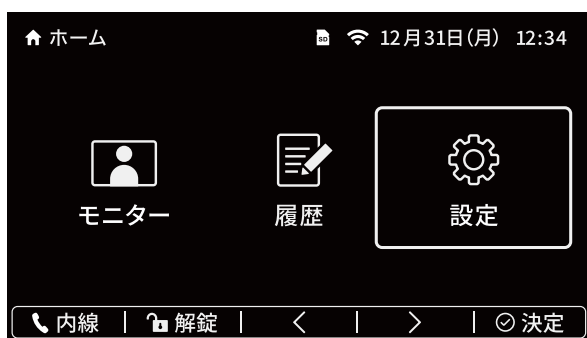 ホーム SD 12月31日(月) 12:34
モニター 履歴 設定
内線 解錠 < > 決定